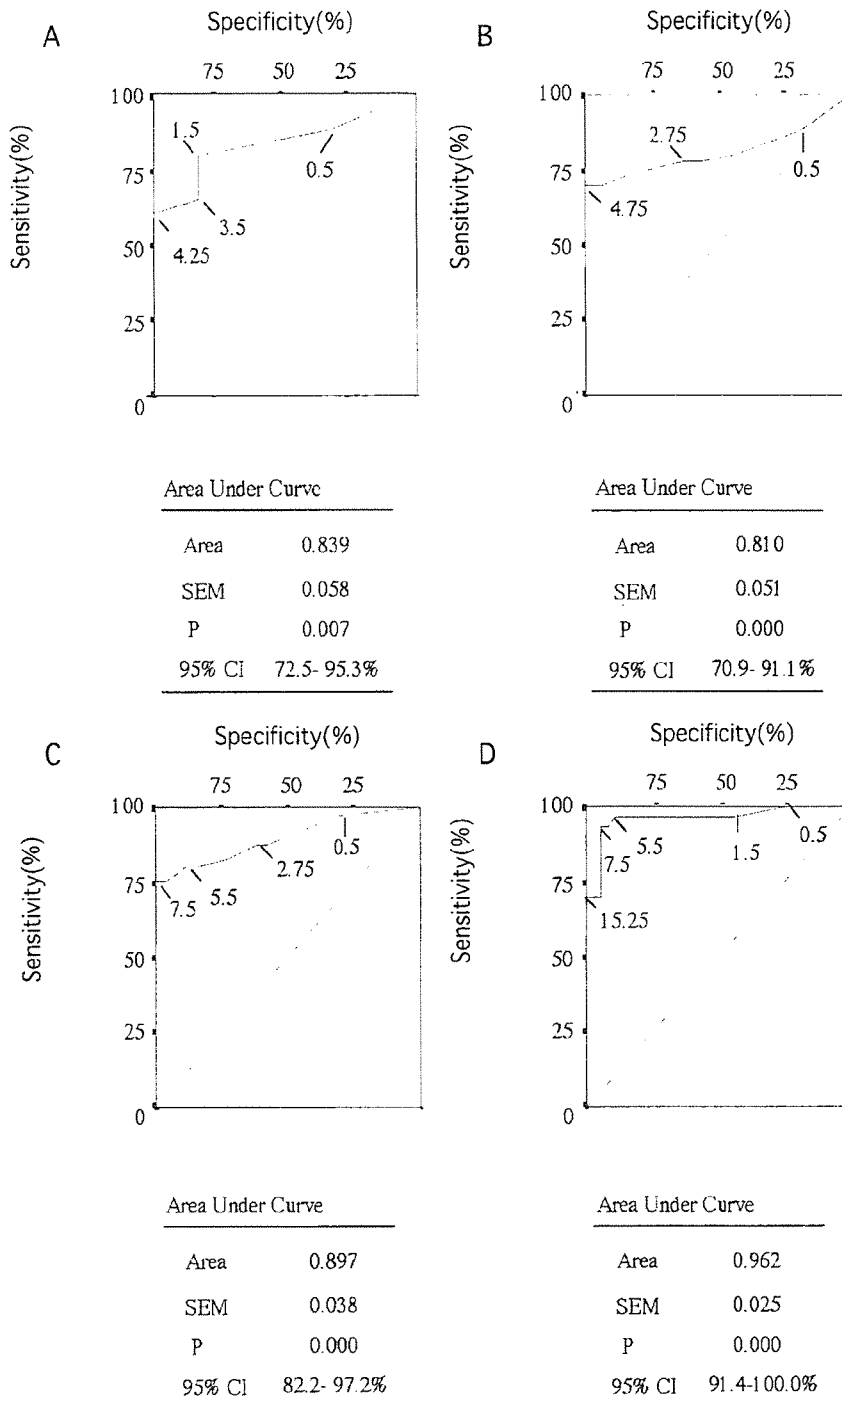 A
Specificity(%)
75 50 25
100
75
50
25
0
Sensitivity(%)
1.5
0.5
3.5
4.25
Area Under Curve
Area 0.839
SEM 0.058
P 0.007
95% CI 72.5- 95.3%
B
Specificity(%)
75 50 25
100
75
50
25
0
Sensitivity(%)
2.75
0.5
4.75
Area Under Curve
Area 0.810
SEM 0.051
P 0.000
95% CI 70.9- 91.1%
C
Specificity(%)
75 50 25
100
75
50
25
0
Sensitivity(%)
0.5
2.75
5.5
7.5
Area Under Curve
Area 0.897
SEM 0.038
P 0.000
95% CI 82.2- 97.2%
D
Specificity(%)
75 50 25
100
75
50
25
0
Sensitivity(%)
0.5
1.5
5.5
7.5
15.25
Area Under Curve
Area 0.962
SEM 0.025
P 0.000
95% CI 91.4-100.0%